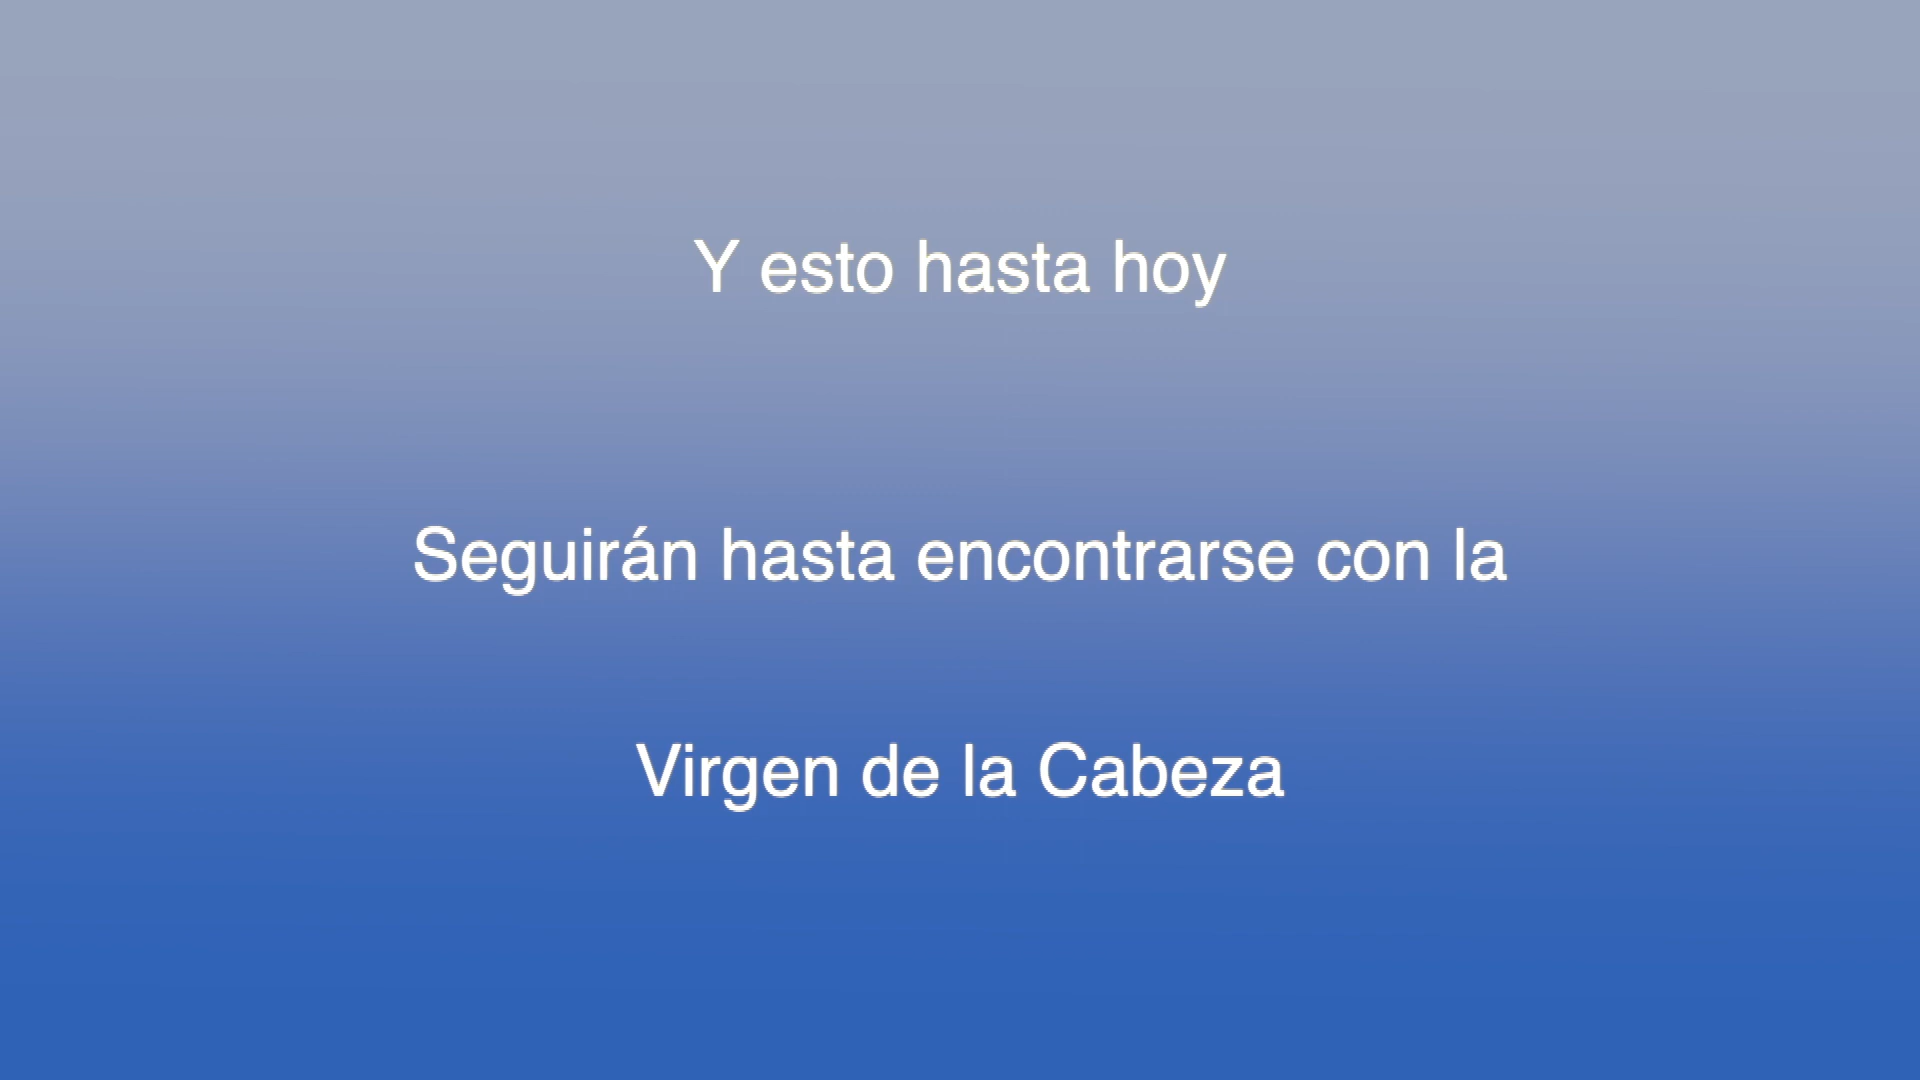 Y esto hasta hoy
Seguirán hasta encontrarse con la
Virgen de la Cabeza